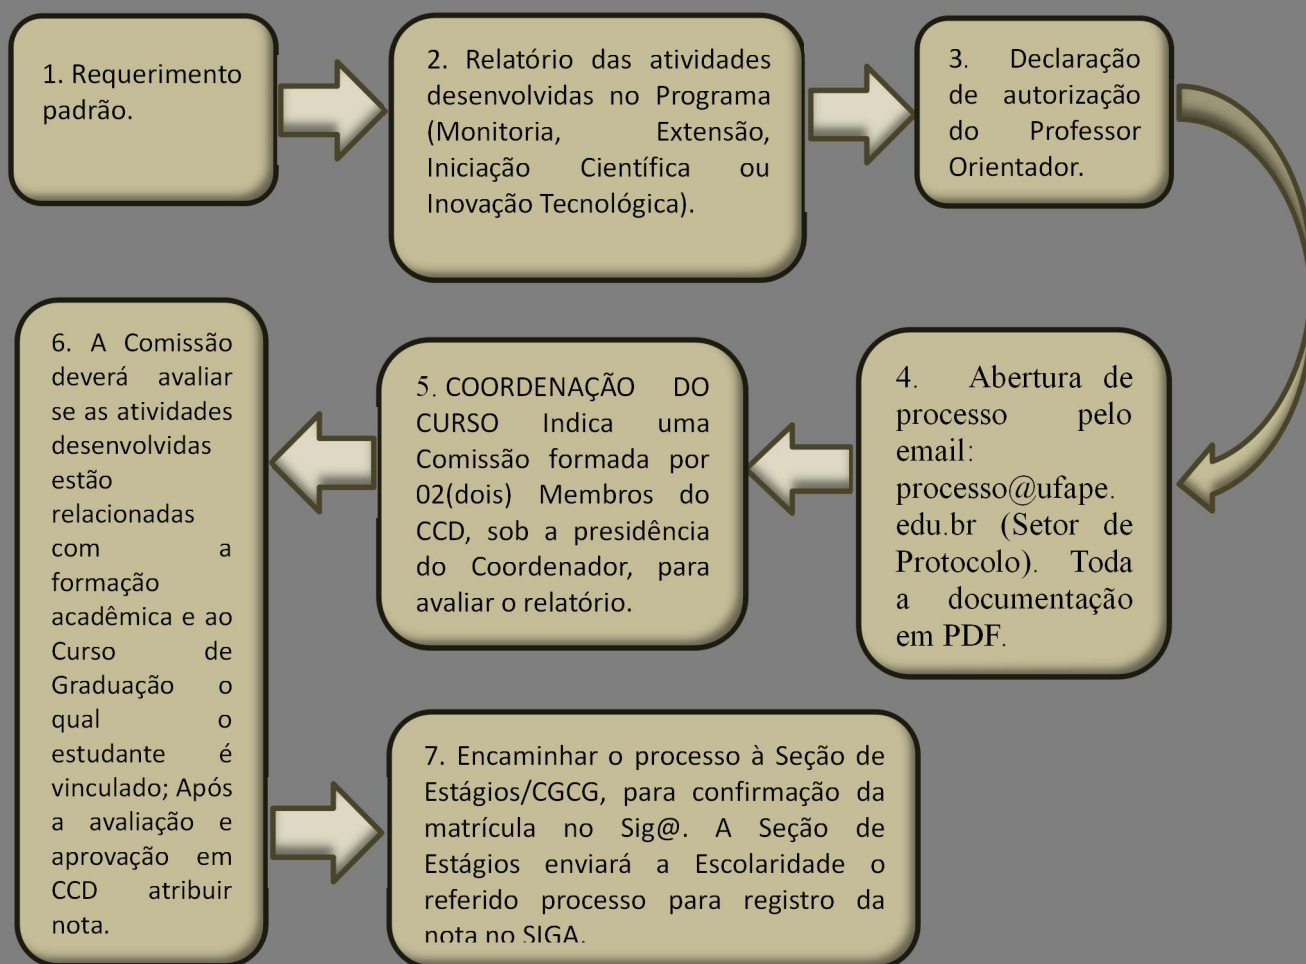 1. Requerimento
padrão.
2. Relatório das atividades
desenvolvidas no Programa
(Monitoria, Extensão,
Iniciação Científica ou
Inovação Tecnológica).
3. Declaração
de autorização
do Professor
Orientador.
4. Abertura de
processo pelo
email:
processo@ufape.
edu.br (Setor de
Protocolo). Toda
a documentação
em PDF.
5. COORDENAÇÃO DO
CURSO Indica uma
Comissão formada por
02(dois) Membros do
CCD, sob a presidência
do Coordenador, para
avaliar o relatório.
6. A Comissão
deverá avaliar
se as atividades
desenvolvidas
estão
relacionadas
com a
formação
acadêmica e ao
Curso de
Graduação o
qual o
estudante é
vinculado; Após
a avaliação e
aprovação em
CCD atribuir
nota.
7. Encaminhar o processo à Seção de
Estágios/CGCG, para confirmação da
matrícula no Sig@. A Seção de
Estágios enviará a Escolaridade o
referido processo para registro da
nota no SIGA.